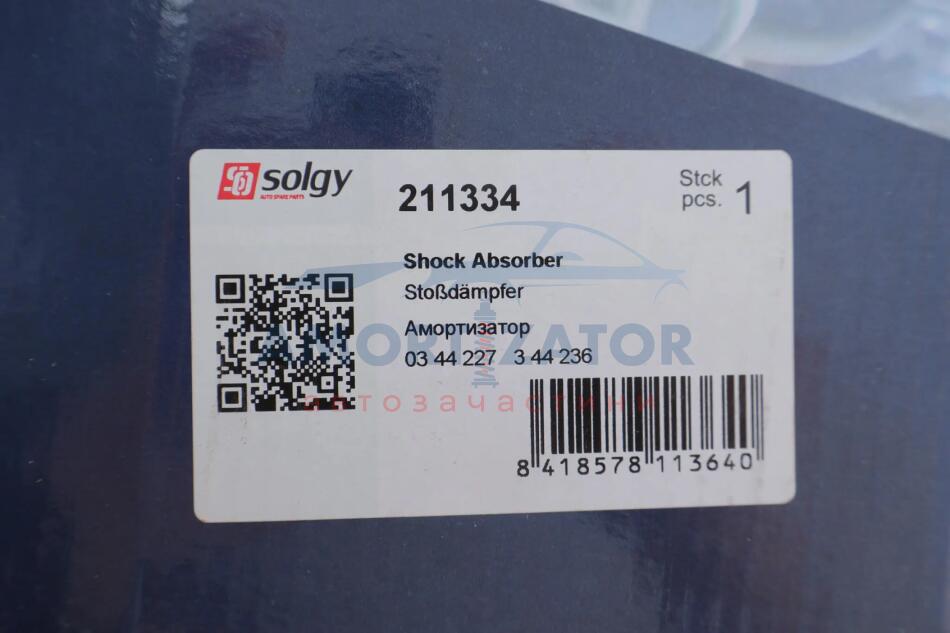 solgy
AUTO SPARE PARTS
211334
Stck
pcs. 1
Shock Absorber
Stoßdämpfer
Амортизатор
03 44 227 3 44 236
AMORTIZATOR
автозачастини
8 418578 113640